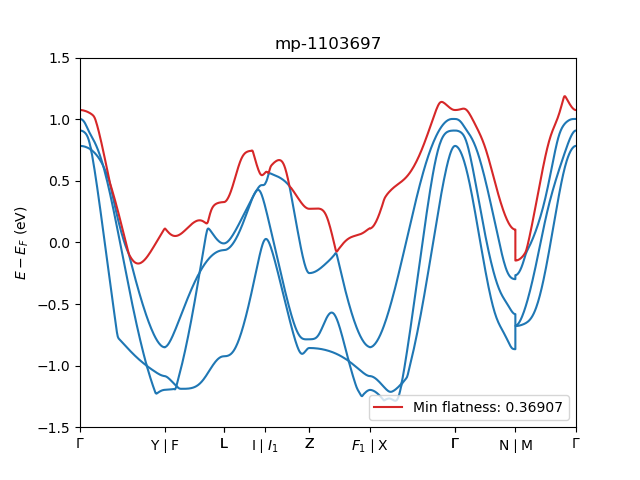 mp-1103697
1.5
1.0
0.5
0.0
−0.5
−1.0
−1.5
E − E_F (eV)
Min flatness: 0.36907
Γ Y | F L I | I₁ Z F₁ | X Γ N | M Γ